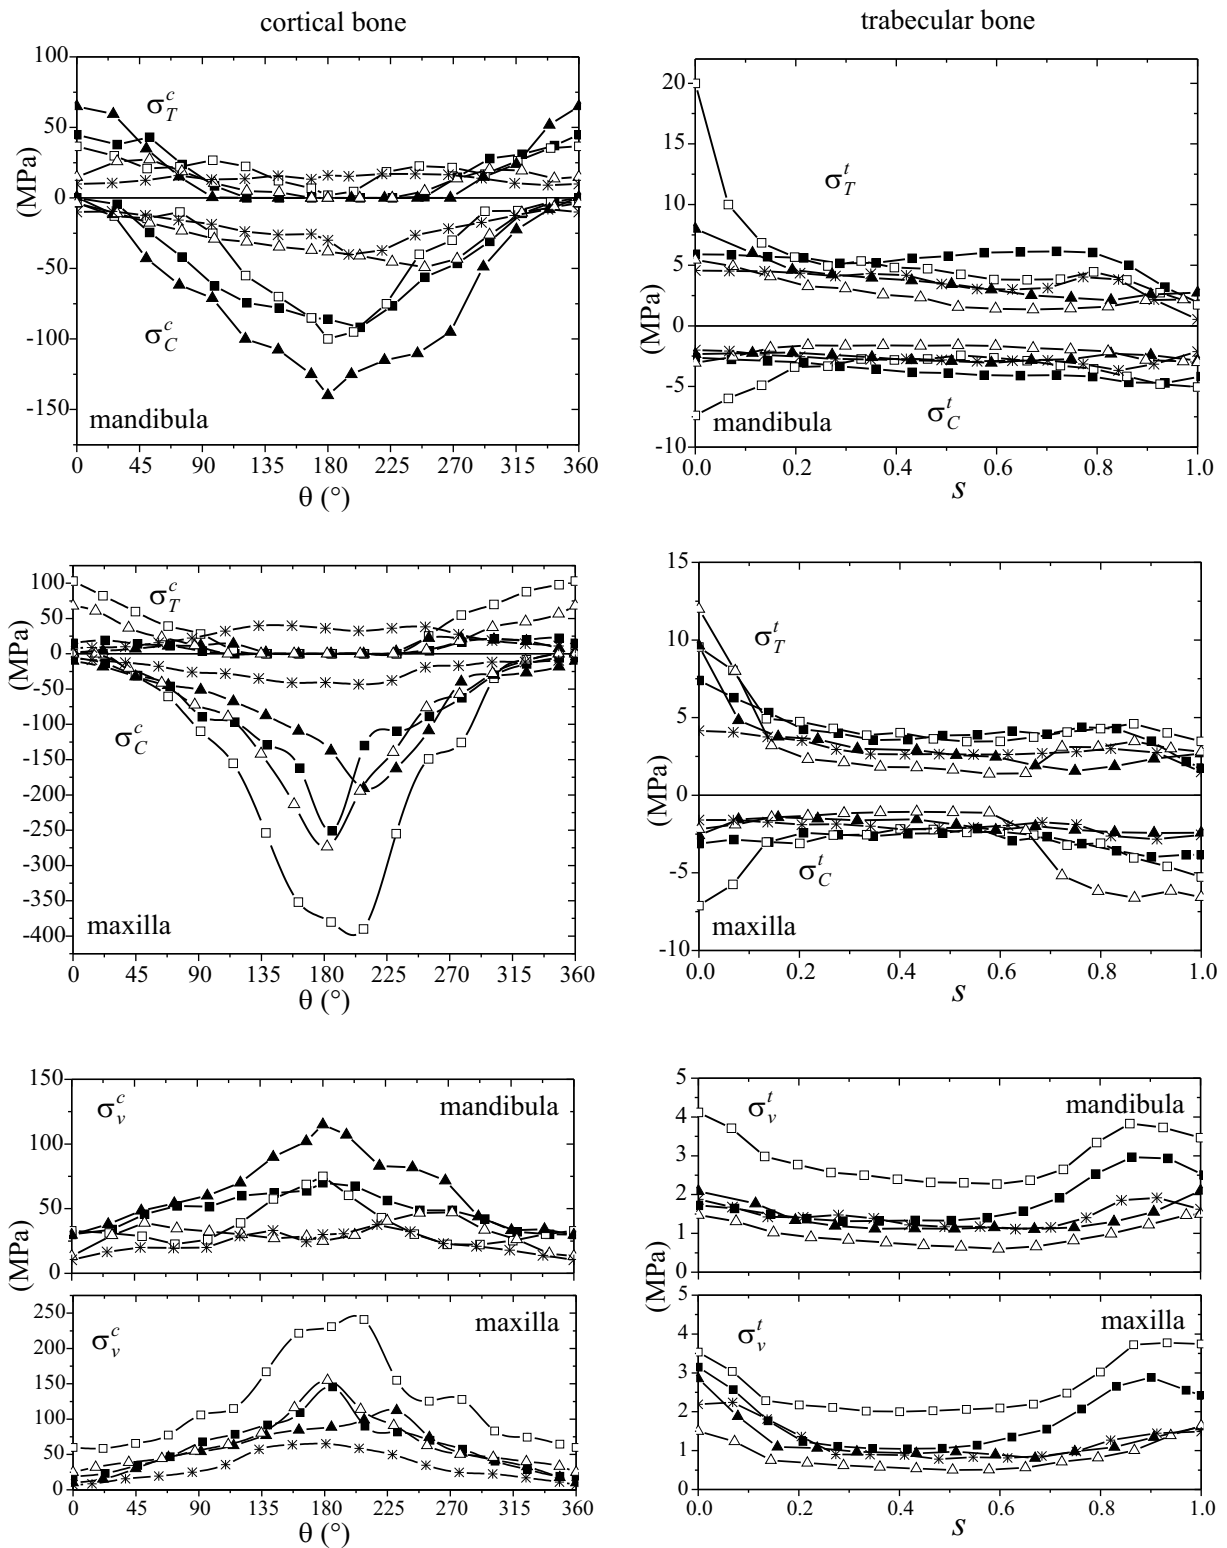 cortical bone
trabecular bone
100
50
0
-50
-100
-150
(MPa)
σ_T^c
σ_C^c
mandibula
0 45 90 135 180 225 270 315 360
θ (°)
20
15
10
5
0
-5
-10
(MPa)
σ_T^t
σ_C^t
mandibula
0.0 0.2 0.4 0.6 0.8 1.0
s
100
50
0
-50
-100
-150
-200
-250
-300
-350
-400
(MPa)
σ_T^c
σ_C^c
maxilla
0 45 90 135 180 225 270 315 360
θ (°)
15
10
5
0
-5
-10
(MPa)
σ_T^t
σ_C^t
maxilla
0.0 0.2 0.4 0.6 0.8 1.0
s
150
100
50
0
σ_v^c
mandibula
(MPa)
250
200
150
100
50
0
σ_v^c
maxilla
0 45 90 135 180 225 270 315 360
θ (°)
5
4
3
2
1
0
σ_v^t
mandibula
(MPa)
5
4
3
2
1
0
σ_v^t
maxilla
0.0 0.2 0.4 0.6 0.8 1.0
s